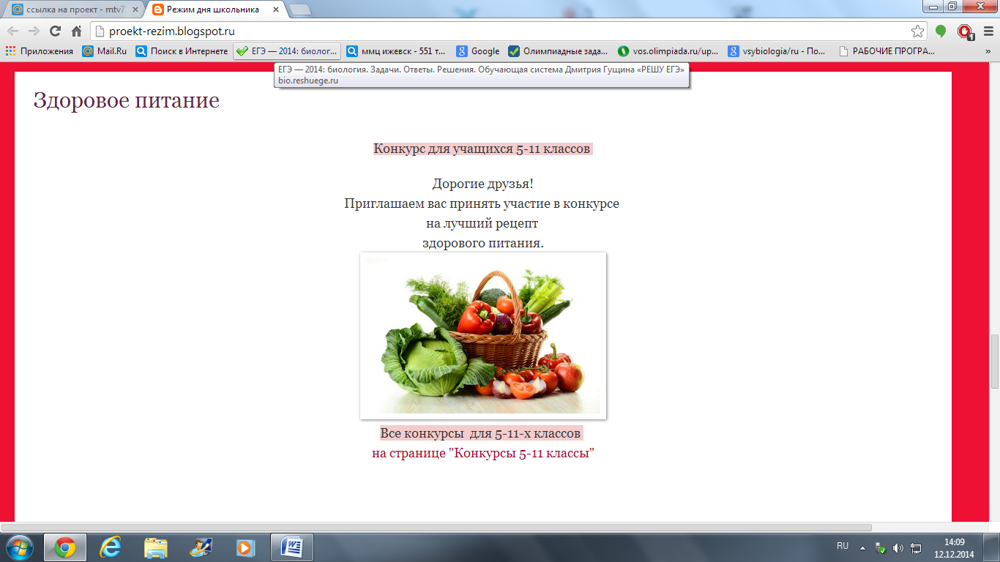 ссылка на проект - mtv7
Режим дня школьника
proekt-rezim.blogspot.ru
1
Приложения
Mail.Ru
Поиск в Интернете
ЕГЭ — 2014: биолог...
ммц ижевск - 551 т...
Google
Олимпиадные зада...
vos.olimpiada.ru/up...
vsybiologia/ru - По...
РАБОЧИЕ ПРОГРА...
»
ЕГЭ — 2014: биология. Задачи. Ответы. Решения. Обучающая система Дмитрия Гущина «РЕШУ ЕГЭ»
bio.reshuege.ru
Здоровое питание
Конкурс для учащихся 5-11 классов
Дорогие друзья!
Приглашаем вас принять участие в конкурсе
на лучший рецепт
здорового питания.
Все конкурсы  для 5-11-х классов
на странице "Конкурсы 5-11 классы"
RU
14:09
12.12.2014